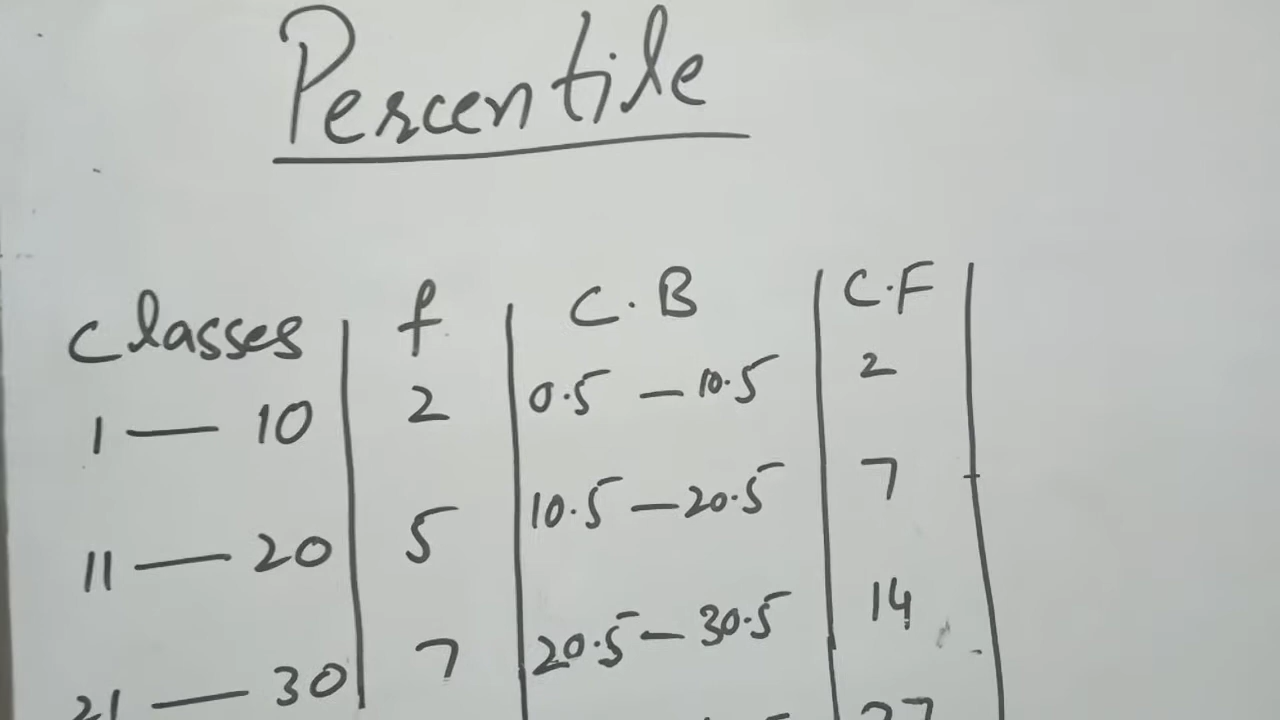 Percentile
Classes f C.B C.F
1 — 10 2 0.5 — 10.5 2
11 — 20 5 10.5 — 20.5 7
21 — 30 7 20.5 — 30.5 14